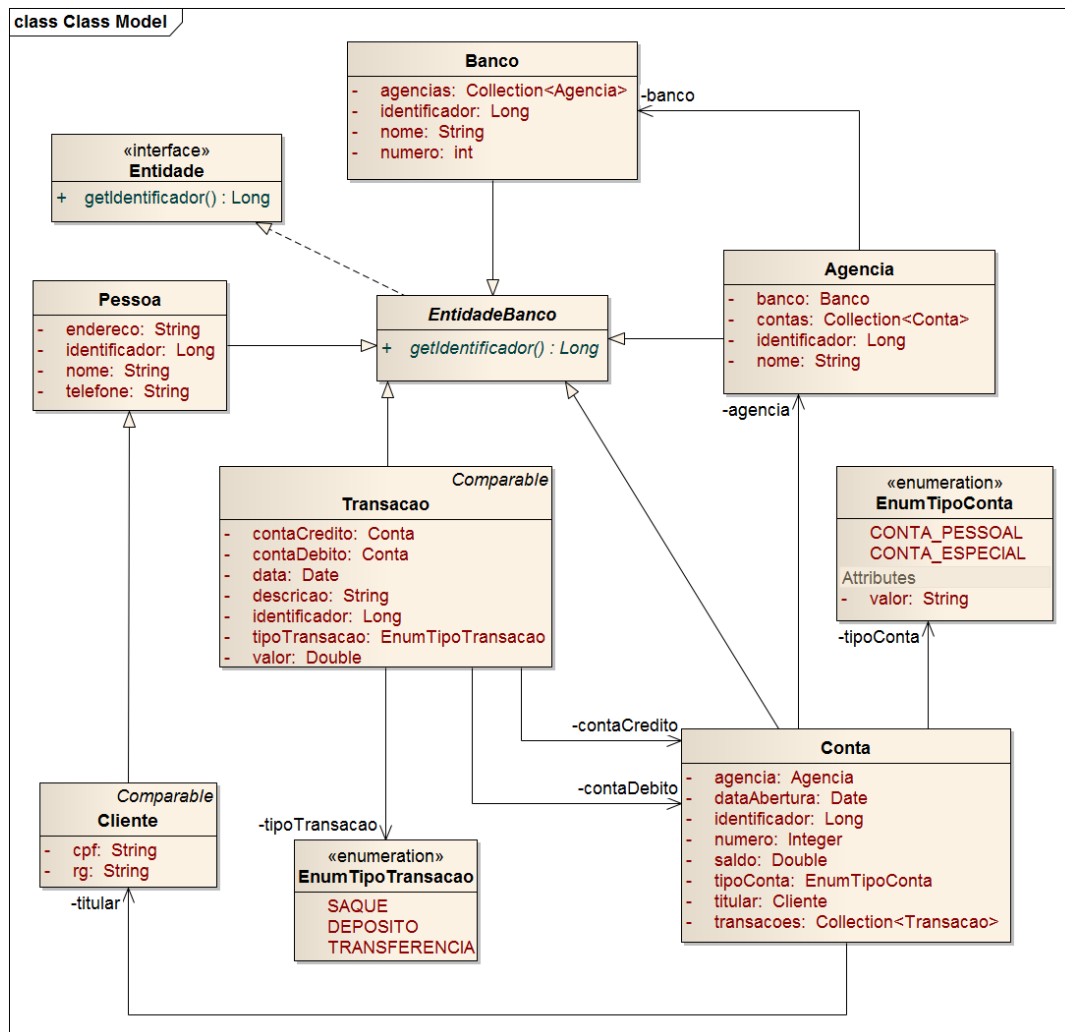 class Class Model
Banco
- agencias: Collection<Agencia>
- identificador: Long
- nome: String
- numero: int
-banco
«interface»
Entidade
+ getIdentificador() : Long
Pessoa
- endereco: String
- identificador: Long
- nome: String
- telefone: String
EntidadeBanco
+ getIdentificador() : Long
Agencia
- banco: Banco
- contas: Collection<Conta>
- identificador: Long
- nome: String
-agencia
Comparable
Transacao
- contaCredito: Conta
- contaDebito: Conta
- data: Date
- descricao: String
- identificador: Long
- tipoTransacao: EnumTipoTransacao
- valor: Double
«enumeration»
EnumTipoConta
CONTA_PESSOAL
CONTA_ESPECIAL
Attributes
- valor: String
-tipoConta
-contaCredito
-contaDebito
Conta
- agencia: Agencia
- dataAbertura: Date
- identificador: Long
- numero: Integer
- saldo: Double
- tipoConta: EnumTipoConta
- titular: Cliente
- transacoes: Collection<Transacao>
Comparable
Cliente
- cpf: String
- rg: String
-titular
-tipoTransacao
«enumeration»
EnumTipoTransacao
SAQUE
DEPOSITO
TRANSFERENCIA